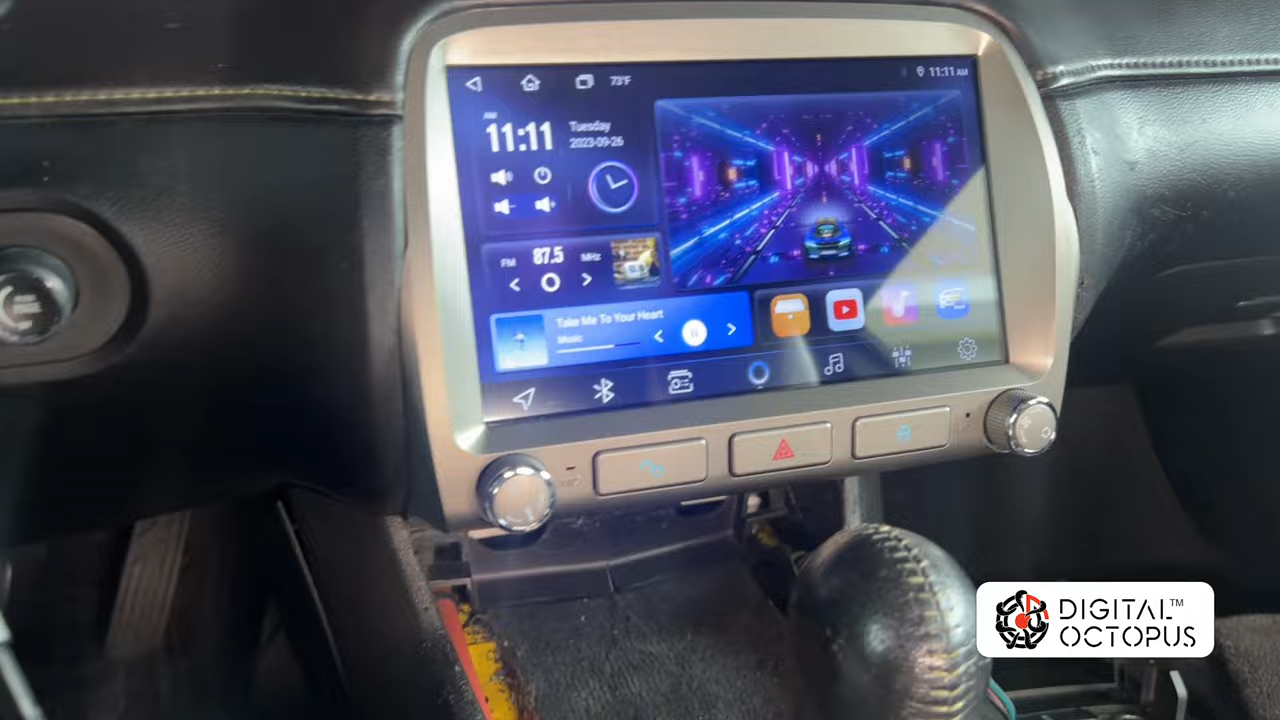 73°F
11:11 AM
AM
11:11
Tuesday
2023-09-26
FM
87.5
MHz
Take Me To Your Heart
Music
DIGITAL™
OCTOPUS